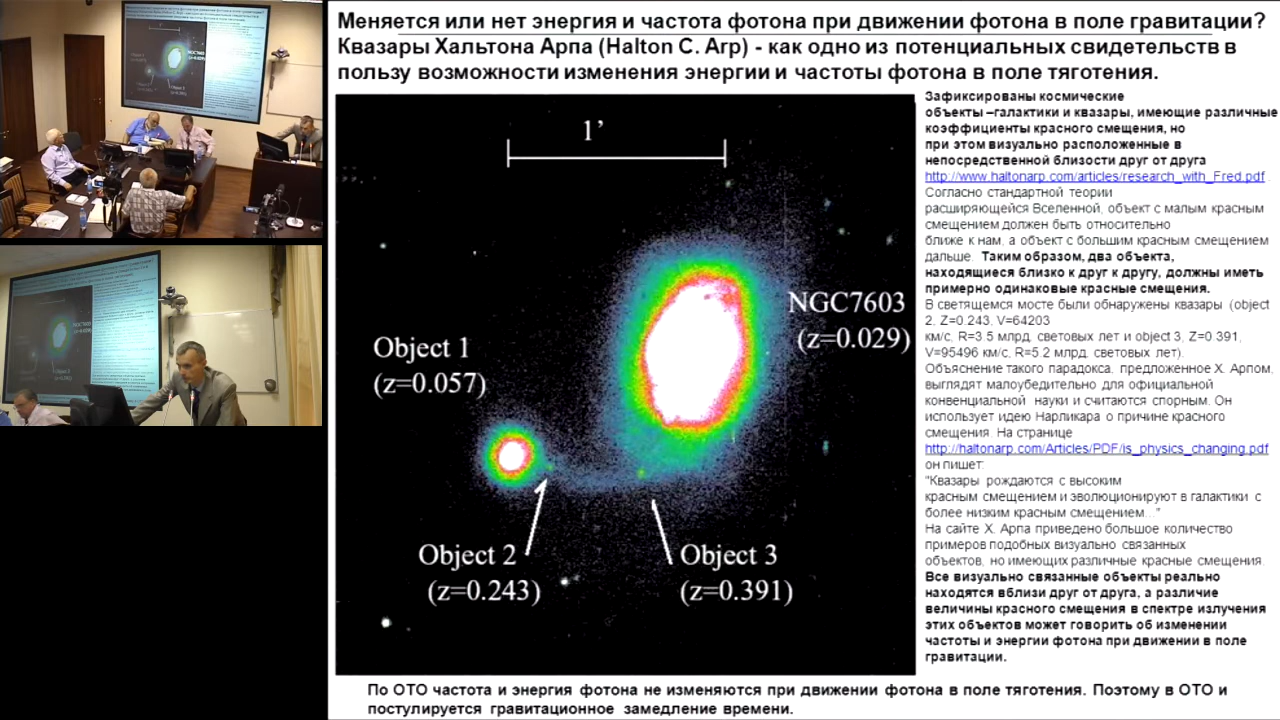 Меняется или нет энергия и частота фотона при движении фотона в поле гравитации?
Квазары Хальтона Арпа (Halton C. Arp) - как одно из потенциальных свидетельств в
пользу возможности изменения энергии и частоты фотона в поле тяготения.
1’
NGC7603
(z=0.029)
Object 1
(z=0.057)
Object 2
(z=0.243)
Object 3
(z=0.391)
Зафиксированы космические
объекты –галактики и квазары, имеющие различные
коэффициенты красного смещения, но
при этом визуально расположенные в
непосредственной близости друг от друга
http://www.haltonarp.com/articles/research_with_Fred.pdf
Согласно стандартной теории
расширяющейся Вселенной, объект с малым красным
смещением должен быть относительно
ближе к нам, а объект с большим красным смещением
дальше. Таким образом, два объекта,
находящиеся близко к друг к другу, должны иметь
примерно одинаковые красные смещения.
В светящемся мосте были обнаружены квазары (object
2, Z=0.243, V=64203
км/с, R=3.5 млрд. световых лет и object 3, Z=0.391,
V=95496 км/с, R=5.2 млрд. световых лет).
Объяснение такого парадокса, предложенное Х. Арпом,
выглядят малоубедительно для официальной
конвенциальной науки и считаются спорным. Он
использует идею Нарликара о причине красного
смещения. На странице
http://haltonarp.com/Articles/PDF/is_physics_changing.pdf
он пишет:
"Квазары рождаются с высоким
красным смещением и эволюционируют в галактики с
более низким красным смещением..."
На сайте Х. Арпа приведено большое количество
примеров подобных визуально связанных
объектов, но имеющих различные красные смещения.
Все визуально связанные объекты реально
находятся вблизи друг от друга, а различие
величины красного смещения в спектре излучения
этих объектов может говорить об изменении
частоты и энергии фотона при движении в поле
гравитации.
По ОТО частота и энергия фотона не изменяются при движении фотона в поле тяготения. Поэтому в ОТО и
постулируется гравитационное замедление времени.